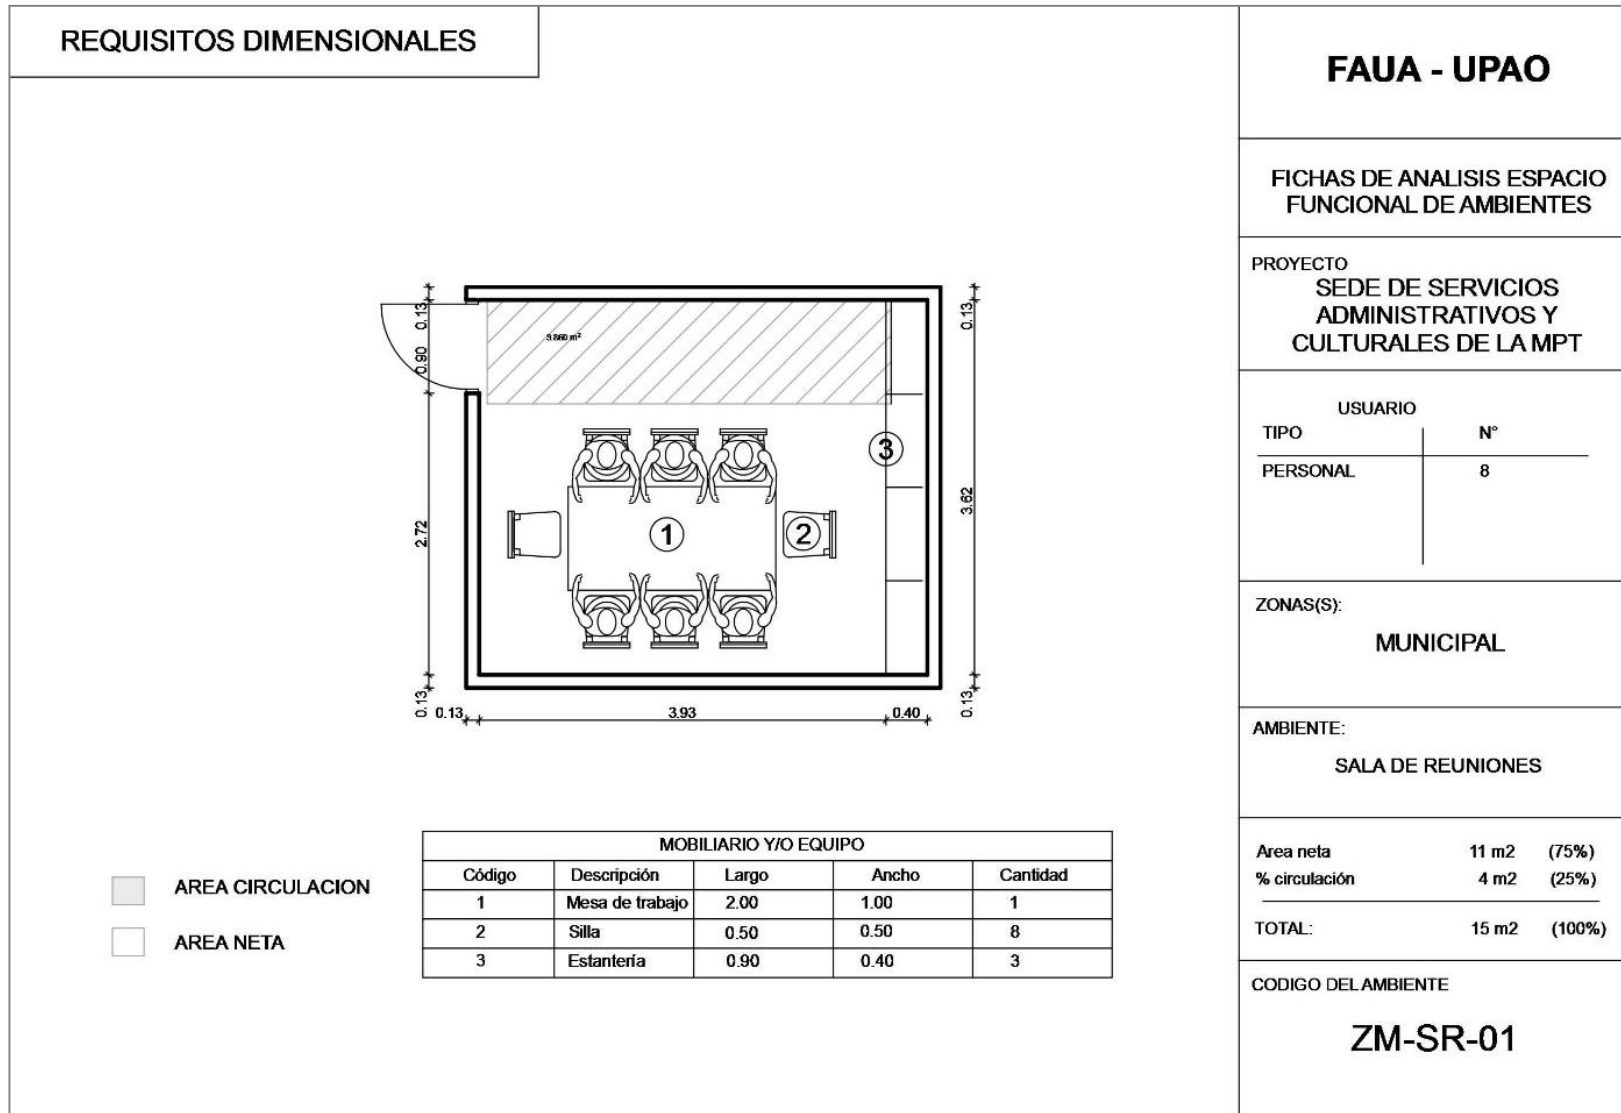 REQUISITOS DIMENSIONALES
FAUA - UPAO
FICHAS DE ANALISIS ESPACIO
FUNCIONAL DE AMBIENTES
PROYECTO
SEDE DE SERVICIOS
ADMINISTRATIVOS Y
CULTURALES DE LA MPT
USUARIO
TIPO N°
PERSONAL 8
ZONAS(S):
MUNICIPAL
AMBIENTE:
SALA DE REUNIONES
Area neta 11 m2 (75%)
% circulación 4 m2 (25%)
TOTAL: 15 m2 (100%)
CODIGO DEL AMBIENTE
ZM-SR-01
0.13
0.90
2.72
0.13
0.13
3.62
0.13
0.13 3.93 0.40
1
2
3
AREA CIRCULACION
AREA NETA
MOBILIARIO Y/O EQUIPO
Código Descripción Largo Ancho Cantidad
1 Mesa de trabajo 2.00 1.00 1
2 Silla 0.50 0.50 8
3 Estantería 0.90 0.40 3